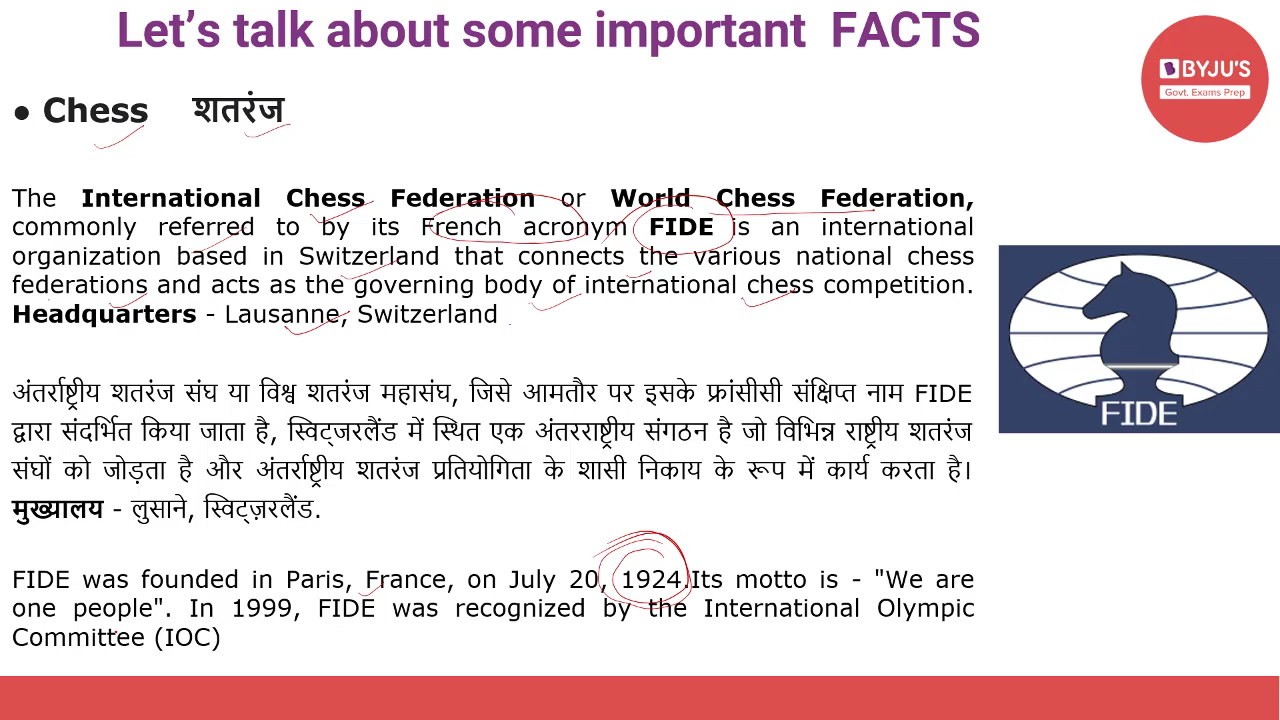 Let's talk about some important FACTS
BYJU'S
Govt. Exams Prep
● Chess शतरंज
The International Chess Federation or World Chess Federation,
commonly referred to by its French acronym FIDE is an international
organization based in Switzerland that connects the various national chess
federations and acts as the governing body of international chess competition.
Headquarters - Lausanne, Switzerland
अंतर्राष्ट्रीय शतरंज संघ या विश्व शतरंज महासंघ, जिसे आमतौर पर इसके फ्रांसीसी संक्षिप्त नाम FIDE
द्वारा संदर्भित किया जाता है, स्विट्जरलैंड में स्थित एक अंतरराष्ट्रीय संगठन है जो विभिन्न राष्ट्रीय शतरंज
संघों को जोड़ता है और अंतर्राष्ट्रीय शतरंज प्रतियोगिता के शासी निकाय के रूप में कार्य करता है।
मुख्यालय - लुसाने, स्विट्ज़रलैंड.
FIDE
FIDE was founded in Paris, France, on July 20, 1924.Its motto is - "We are
one people". In 1999, FIDE was recognized by the International Olympic
Committee (IOC)